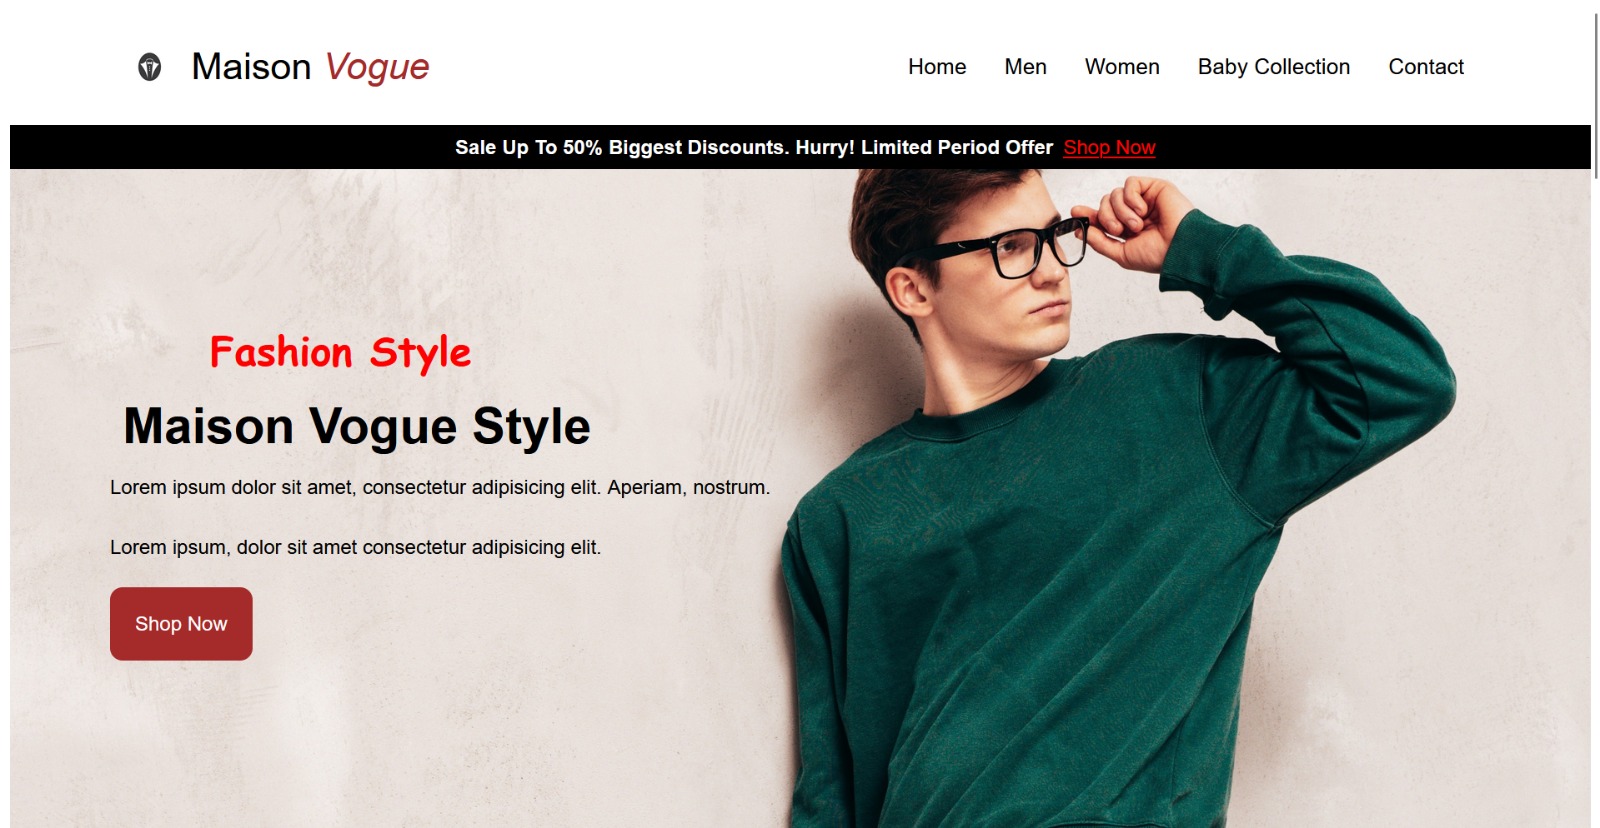 Maison Vogue
Home Men Women Baby Collection Contact
Sale Up To 50% Biggest Discounts. Hurry! Limited Period Offer Shop Now
Fashion Style
Maison Vogue Style
Lorem ipsum dolor sit amet, consectetur adipisicing elit. Aperiam, nostrum.
Lorem ipsum, dolor sit amet consectetur adipisicing elit.
Shop Now